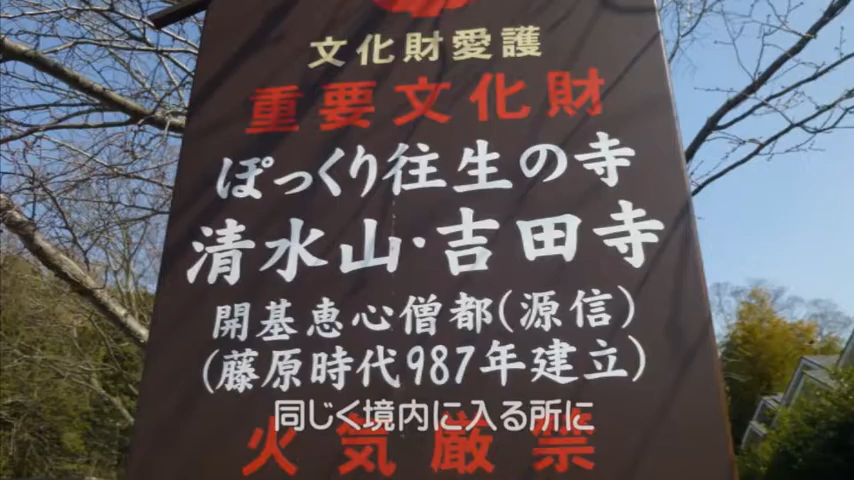 文化財愛護
重要文化財
ぽっくり往生の寺
清水山・吉田寺
開基恵心僧都(源信)
(藤原時代987年建立)
同じく境内に入る所に
火気厳禁